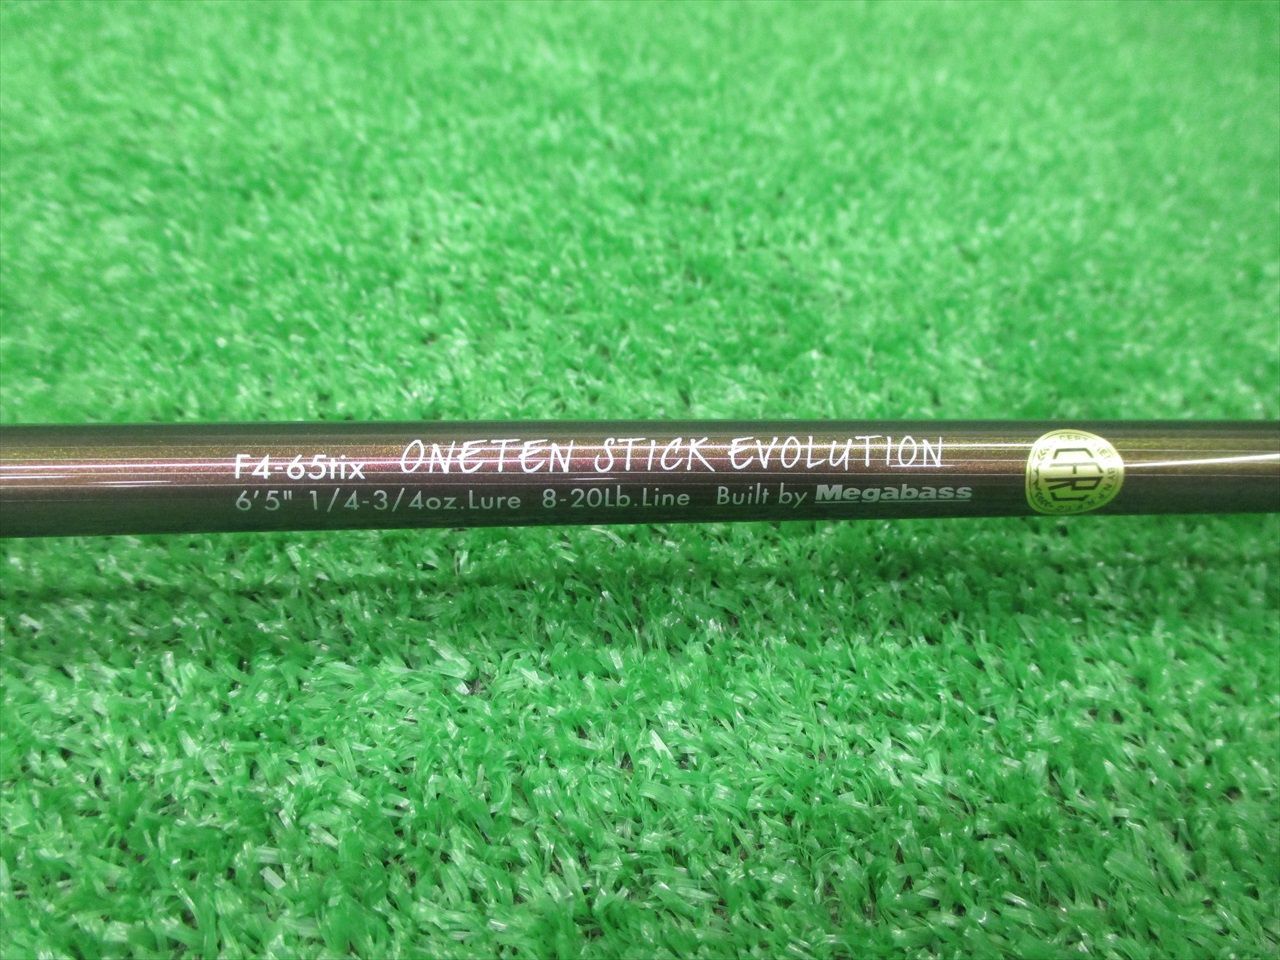 F4-65tix ONETEN STICK EVOLUTION
6'5" 1/4-3/4oz.Lure 8-20Lb.Line Built by Megabass